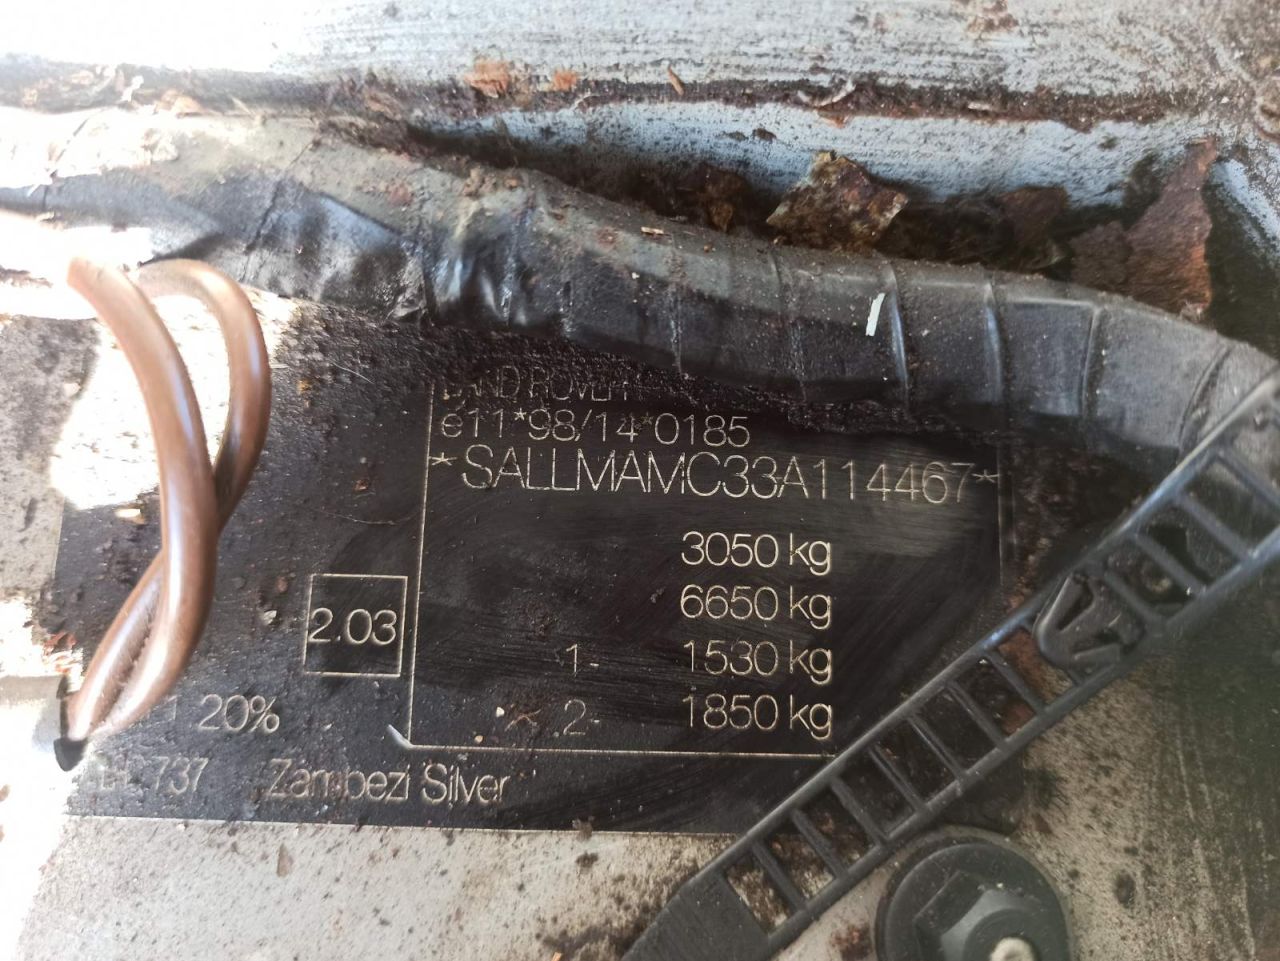 LAND ROVER
e11*98/14*0185
*SALLMAMC33A114467*
3050 kg
6650 kg
1- 1530 kg
2- 1850 kg
2.03
20%
737 Zambezi Silver